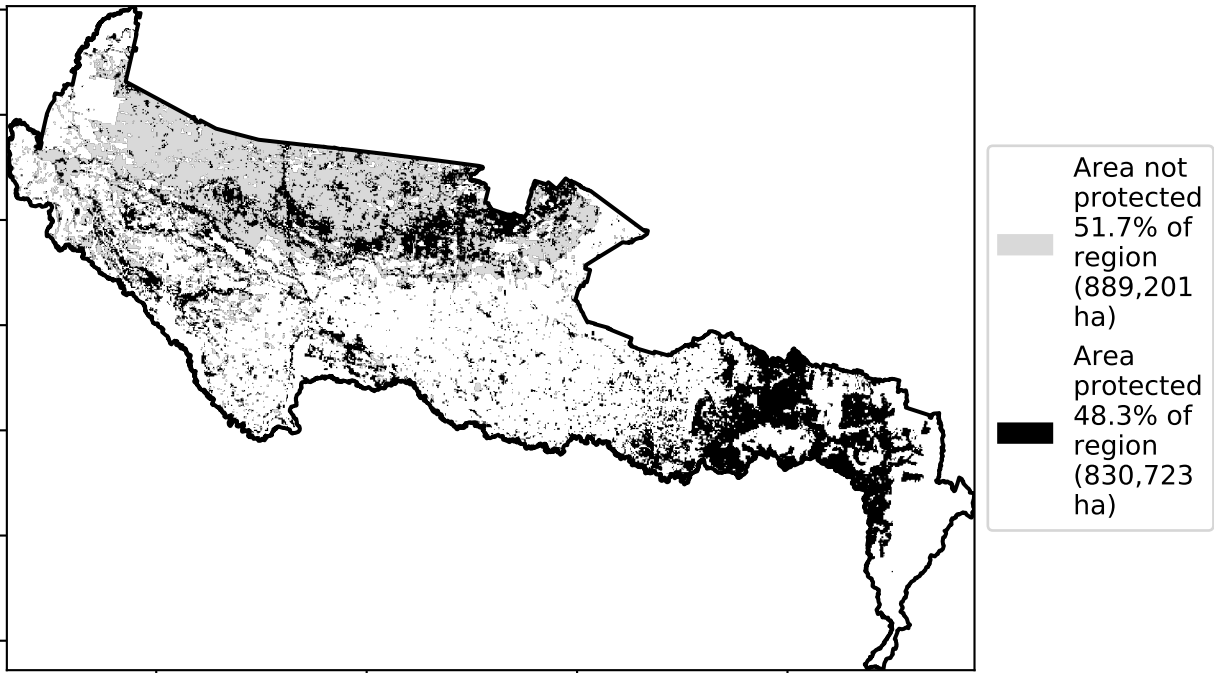 Area not
protected
51.7% of
region
(889,201
ha)
Area
protected
48.3% of
region
(830,723
ha)